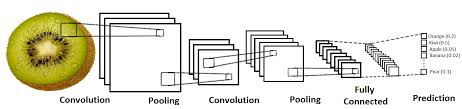 Orange (0.2)
Kiwi (0.5)
Apple (0.05)
Banana (0.02)
Pear (0.1)
Convolution
Pooling
Convolution
Pooling
Fully
Connected
Prediction